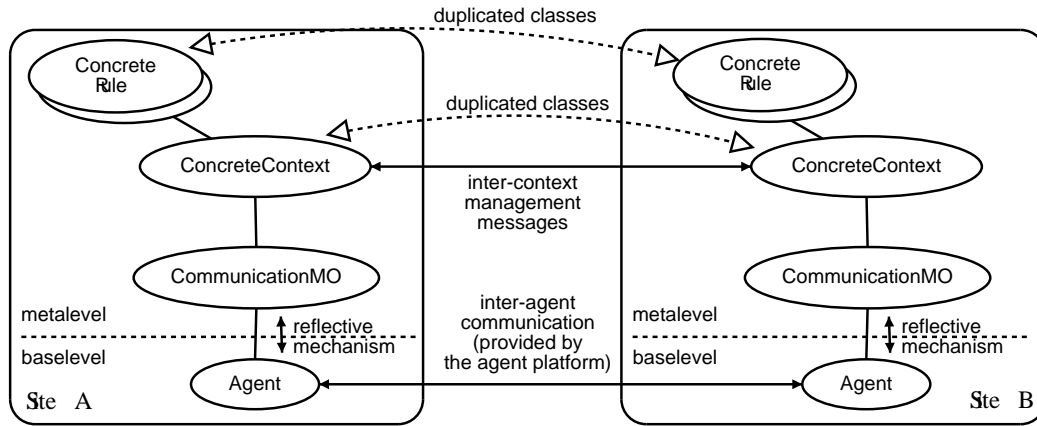 duplicated classes
Concrete
Rule
Concrete
Rule
duplicated classes
ConcreteContext
ConcreteContext
inter-context
management
messages
CommunicationMO
CommunicationMO
inter-agent
communication
(provided by
the agent platform)
metalevel
reflective
mechanism
baselevel
metalevel
reflective
mechanism
baselevel
Agent
Agent
Site A
Site B